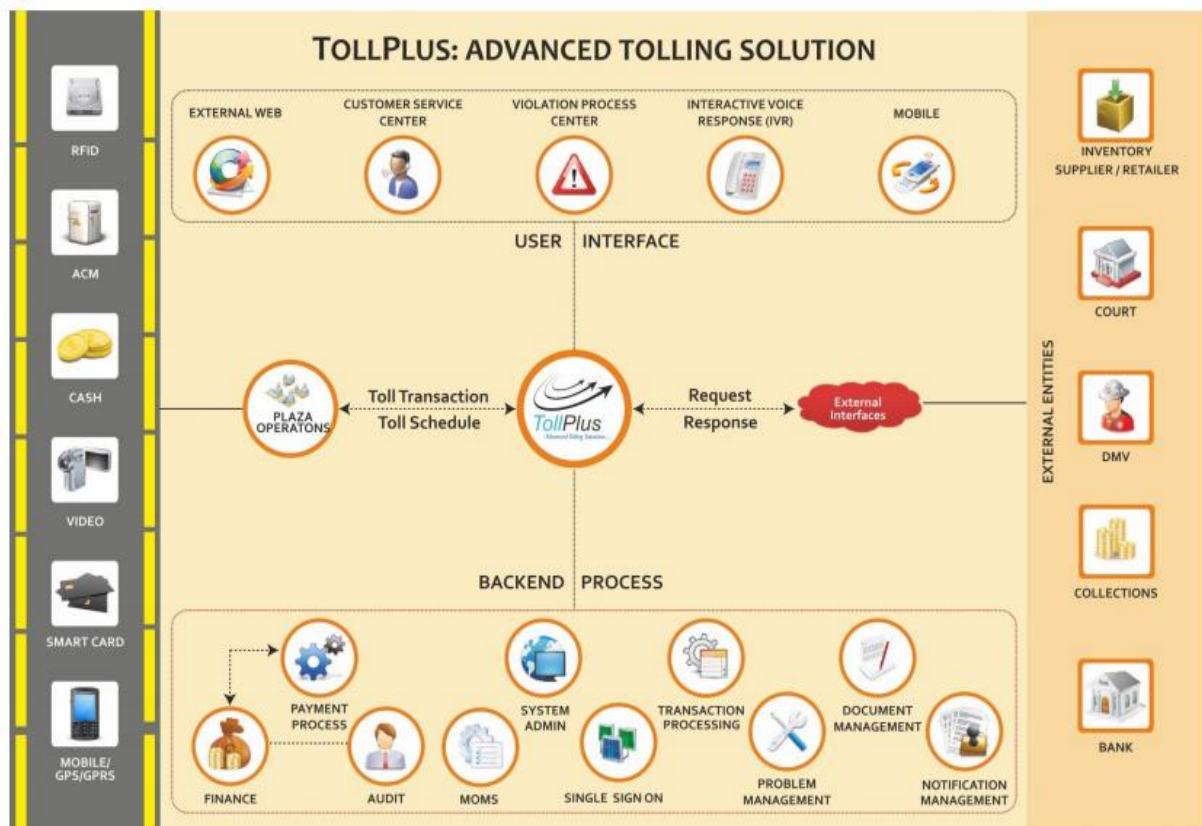 TOLLPLUS: ADVANCED TOLLING SOLUTION
EXTERNAL WEB
CUSTOMER SERVICE
CENTER
VIOLATION PROCESS
CENTER
INTERACTIVE VOICE
RESPONSE (IVR)
MOBILE
USER INTERFACE
RFID
ACM
CASH
VIDEO
SMART CARD
MOBILE/
GPS/GPRS
PLAZA
OPERATONS
Toll Transaction
Toll Schedule
TollPlus
Request
Response
External
Interfaces
EXTERNAL ENTITIES
INVENTORY
SUPPLIER / RETAILER
COURT
DMV
COLLECTIONS
BANK
BACKEND PROCESS
PAYMENT
PROCESS
SYSTEM
ADMIN
TRANSACTION
PROCESSING
DOCUMENT
MANAGEMENT
FINANCE
AUDIT
MOMS
SINGLE SIGN ON
PROBLEM
MANAGEMENT
NOTIFICATION
MANAGEMENT